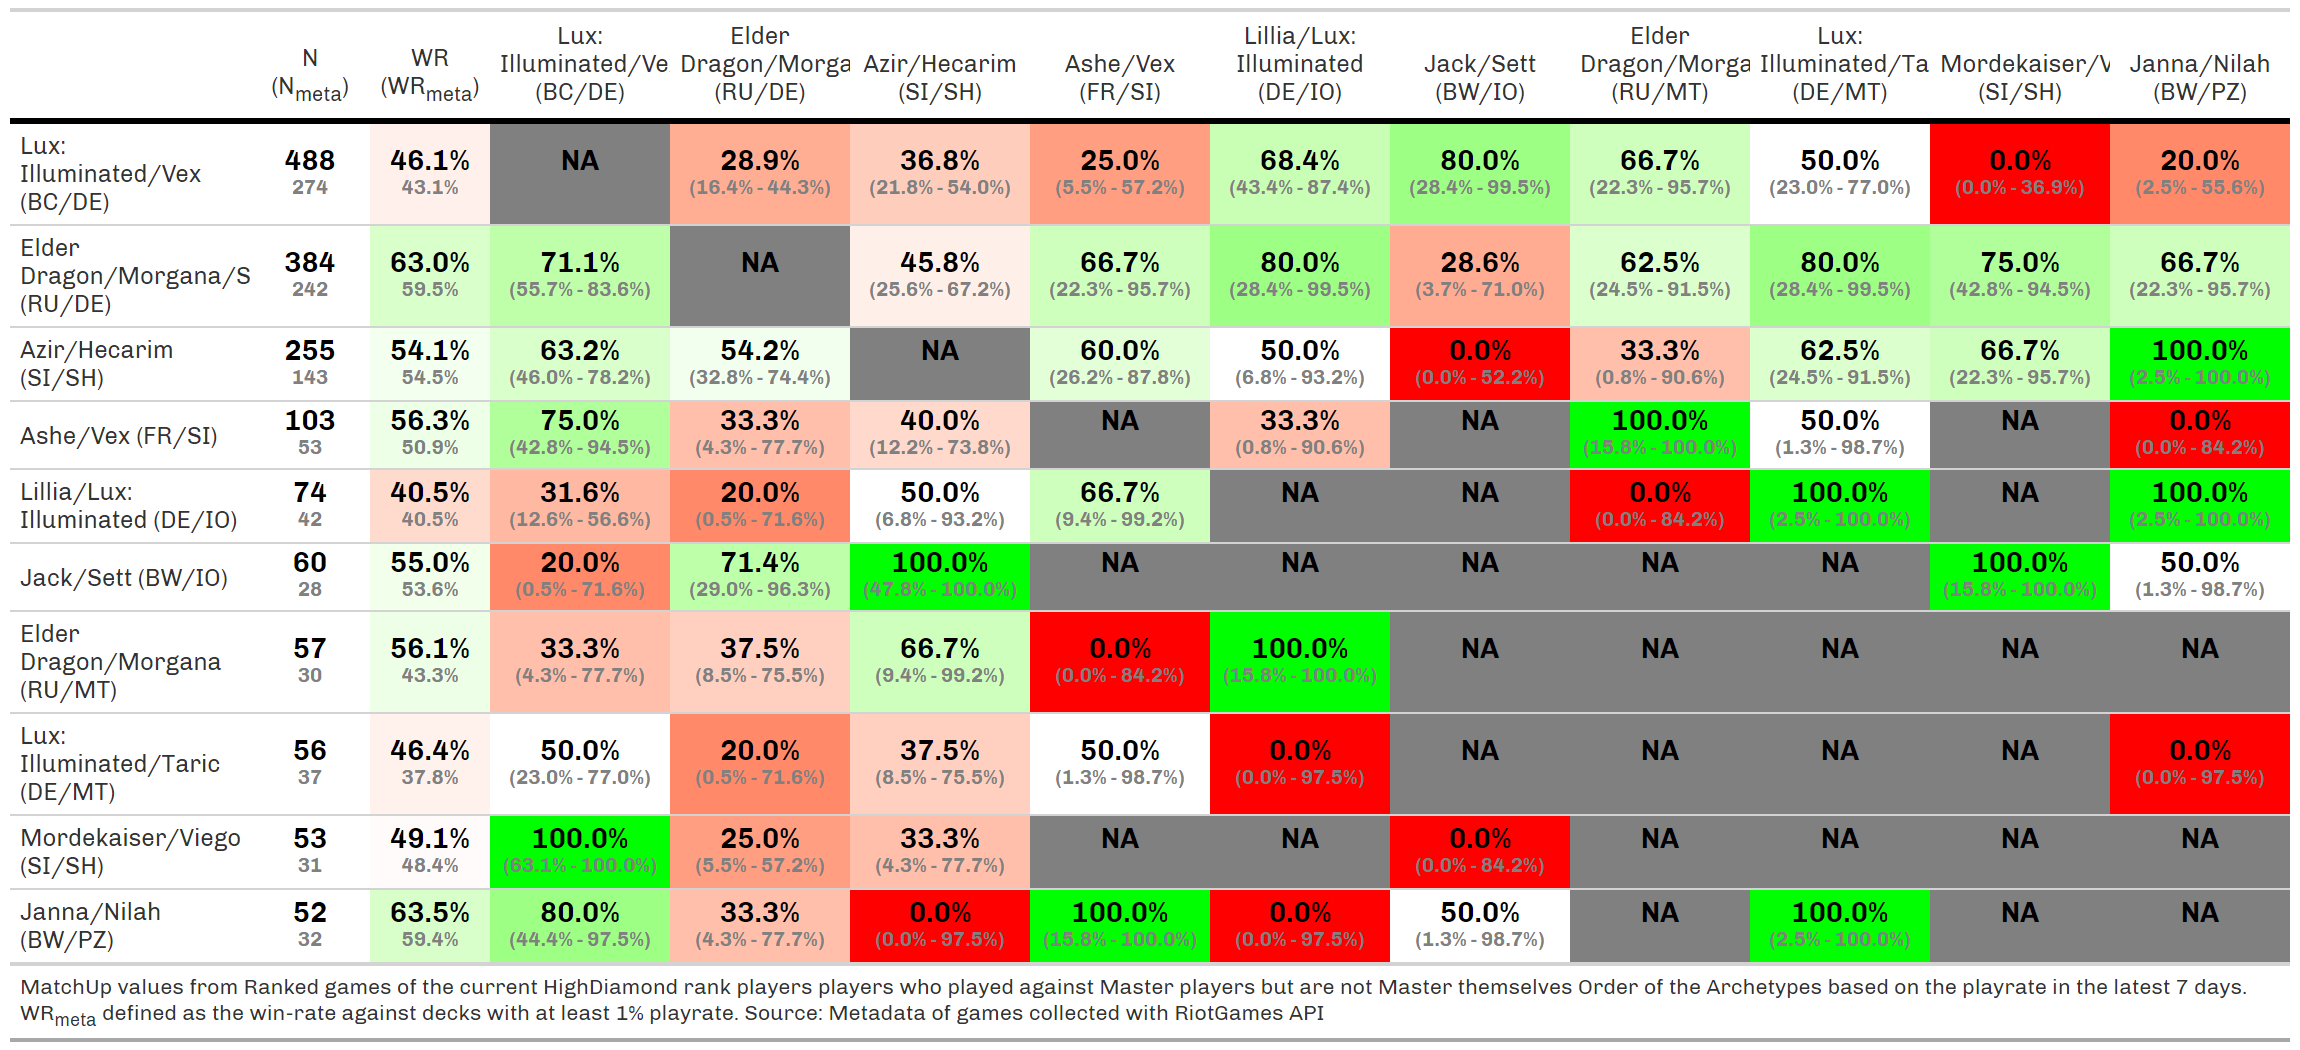 N (Nmeta) WR (WRmeta) Lux: Illuminated/Ve (BC/DE) Elder Dragon/Morga (RU/DE) Azir/Hecarim (SI/SH) Ashe/Vex (FR/SI) Lillia/Lux: Illuminated (DE/IO) Jack/Sett (BW/IO) Elder Dragon/Morga (RU/MT) Lux: Illuminated/Ta (DE/MT) Mordekaiser/V (SI/SH) Janna/Nilah (BW/PZ)
Lux: Illuminated/Vex (BC/DE) 488 274 46.1% 43.1% NA 28.9% (16.4% - 44.3%) 36.8% (21.8% - 54.0%) 25.0% (5.5% - 57.2%) 68.4% (43.4% - 87.4%) 80.0% (28.4% - 99.5%) 66.7% (22.3% - 95.7%) 50.0% (23.0% - 77.0%) 0.0% (0.0% - 36.9%) 20.0% (2.5% - 55.6%)
Elder Dragon/Morgana/S (RU/DE) 384 242 63.0% 59.5% 71.1% (55.7% - 83.6%) NA 45.8% (25.6% - 67.2%) 66.7% (22.3% - 95.7%) 80.0% (28.4% - 99.5%) 28.6% (3.7% - 71.0%) 62.5% (24.5% - 91.5%) 80.0% (28.4% - 99.5%) 75.0% (42.8% - 94.5%) 66.7% (22.3% - 95.7%)
Azir/Hecarim (SI/SH) 255 143 54.1% 54.5% 63.2% (46.0% - 78.2%) 54.2% (32.8% - 74.4%) NA 60.0% (26.2% - 87.8%) 50.0% (6.8% - 93.2%) 0.0% (0.0% - 52.2%) 33.3% (0.8% - 90.6%) 62.5% (24.5% - 91.5%) 66.7% (22.3% - 95.7%) 100.0% (2.5% - 100.0%)
Ashe/Vex (FR/SI) 103 53 56.3% 50.9% 75.0% (42.8% - 94.5%) 33.3% (4.3% - 77.7%) 40.0% (12.2% - 73.8%) NA 33.3% (0.8% - 90.6%) NA 100.0% (15.8% - 100.0%) 50.0% (1.3% - 98.7%) NA 0.0% (0.0% - 84.2%)
Lillia/Lux: Illuminated (DE/IO) 74 42 40.5% 40.5% 31.6% (12.6% - 56.6%) 20.0% (0.5% - 71.6%) 50.0% (6.8% - 93.2%) 66.7% (9.4% - 99.2%) NA NA 0.0% (0.0% - 84.2%) 100.0% (2.5% - 100.0%) NA 100.0% (2.5% - 100.0%)
Jack/Sett (BW/IO) 60 28 55.0% 53.6% 20.0% (0.5% - 71.6%) 71.4% (29.0% - 96.3%) 100.0% (47.8% - 100.0%) NA NA NA NA NA 100.0% (15.8% - 100.0%) 50.0% (1.3% - 98.7%)
Elder Dragon/Morgana (RU/MT) 57 30 56.1% 43.3% 33.3% (4.3% - 77.7%) 37.5% (8.5% - 75.5%) 66.7% (9.4% - 99.2%) 0.0% (0.0% - 84.2%) 100.0% (15.8% - 100.0%) NA NA NA NA NA
Lux: Illuminated/Taric (DE/MT) 56 37 46.4% 37.8% 50.0% (23.0% - 77.0%) 20.0% (0.5% - 71.6%) 37.5% (8.5% - 75.5%) 50.0% (1.3% - 98.7%) 0.0% (0.0% - 97.5%) NA NA NA NA 0.0% (0.0% - 97.5%)
Mordekaiser/Viego (SI/SH) 53 31 49.1% 48.4% 100.0% (63.1% - 100.0%) 25.0% (5.5% - 57.2%) 33.3% (4.3% - 77.7%) NA NA 0.0% (0.0% - 84.2%) NA NA NA NA
Janna/Nilah (BW/PZ) 52 32 63.5% 59.4% 80.0% (44.4% - 97.5%) 33.3% (4.3% - 77.7%) 0.0% (0.0% - 97.5%) 100.0% (15.8% - 100.0%) 0.0% (0.0% - 97.5%) 50.0% (1.3% - 98.7%) NA 100.0% (2.5% - 100.0%) NA NA
MatchUp values from Ranked games of the current HighDiamond rank players players who played against Master players but are not Master themselves Order of the Archetypes based on the playrate in the latest 7 days.
WRmeta defined as the win-rate against decks with at least 1% playrate. Source: Metadata of games collected with RiotGames API